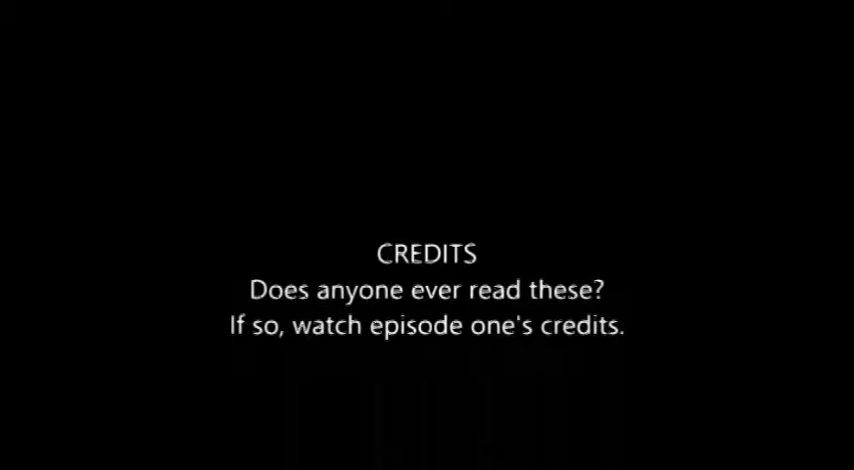 CREDITS
Does anyone ever read these?
If so, watch episode one's credits.